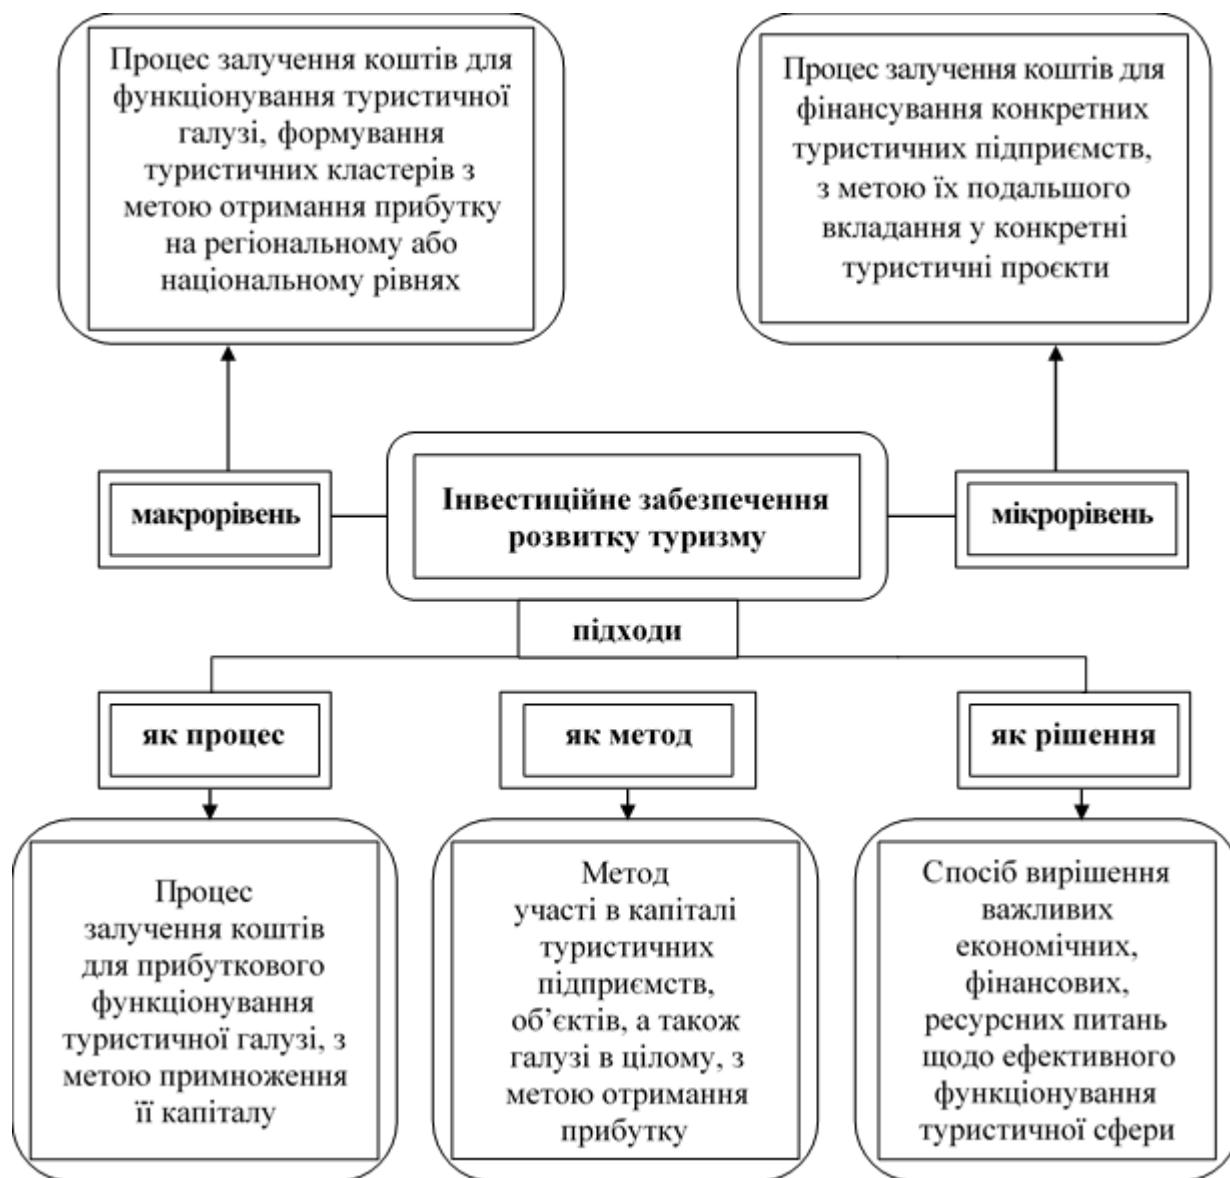 Процес залучення коштів для
функціонування туристичної
галузі, формування
туристичних кластерів з
метою отримання прибутку
на регіональному або
національному рівнях
Процес залучення коштів для
фінансування конкретних
туристичних підприємств,
з метою їх подальшого
вкладання у конкретні
туристичні проєкти
макрорівень
Інвестиційне забезпечення
розвитку туризму
мікрорівень
підходи
як процес
як метод
як рішення
Процес
залучення коштів
для прибуткового
функціонування
туристичної галузі, з
метою примноження
її капіталу
Метод
участі в капіталі
туристичних
підприємств,
об’єктів, а також
галузі в цілому, з
метою отримання
прибутку
Спосіб вирішення
важливих
економічних,
фінансових,
ресурсних питань
щодо ефективного
функціонування
туристичної сфери